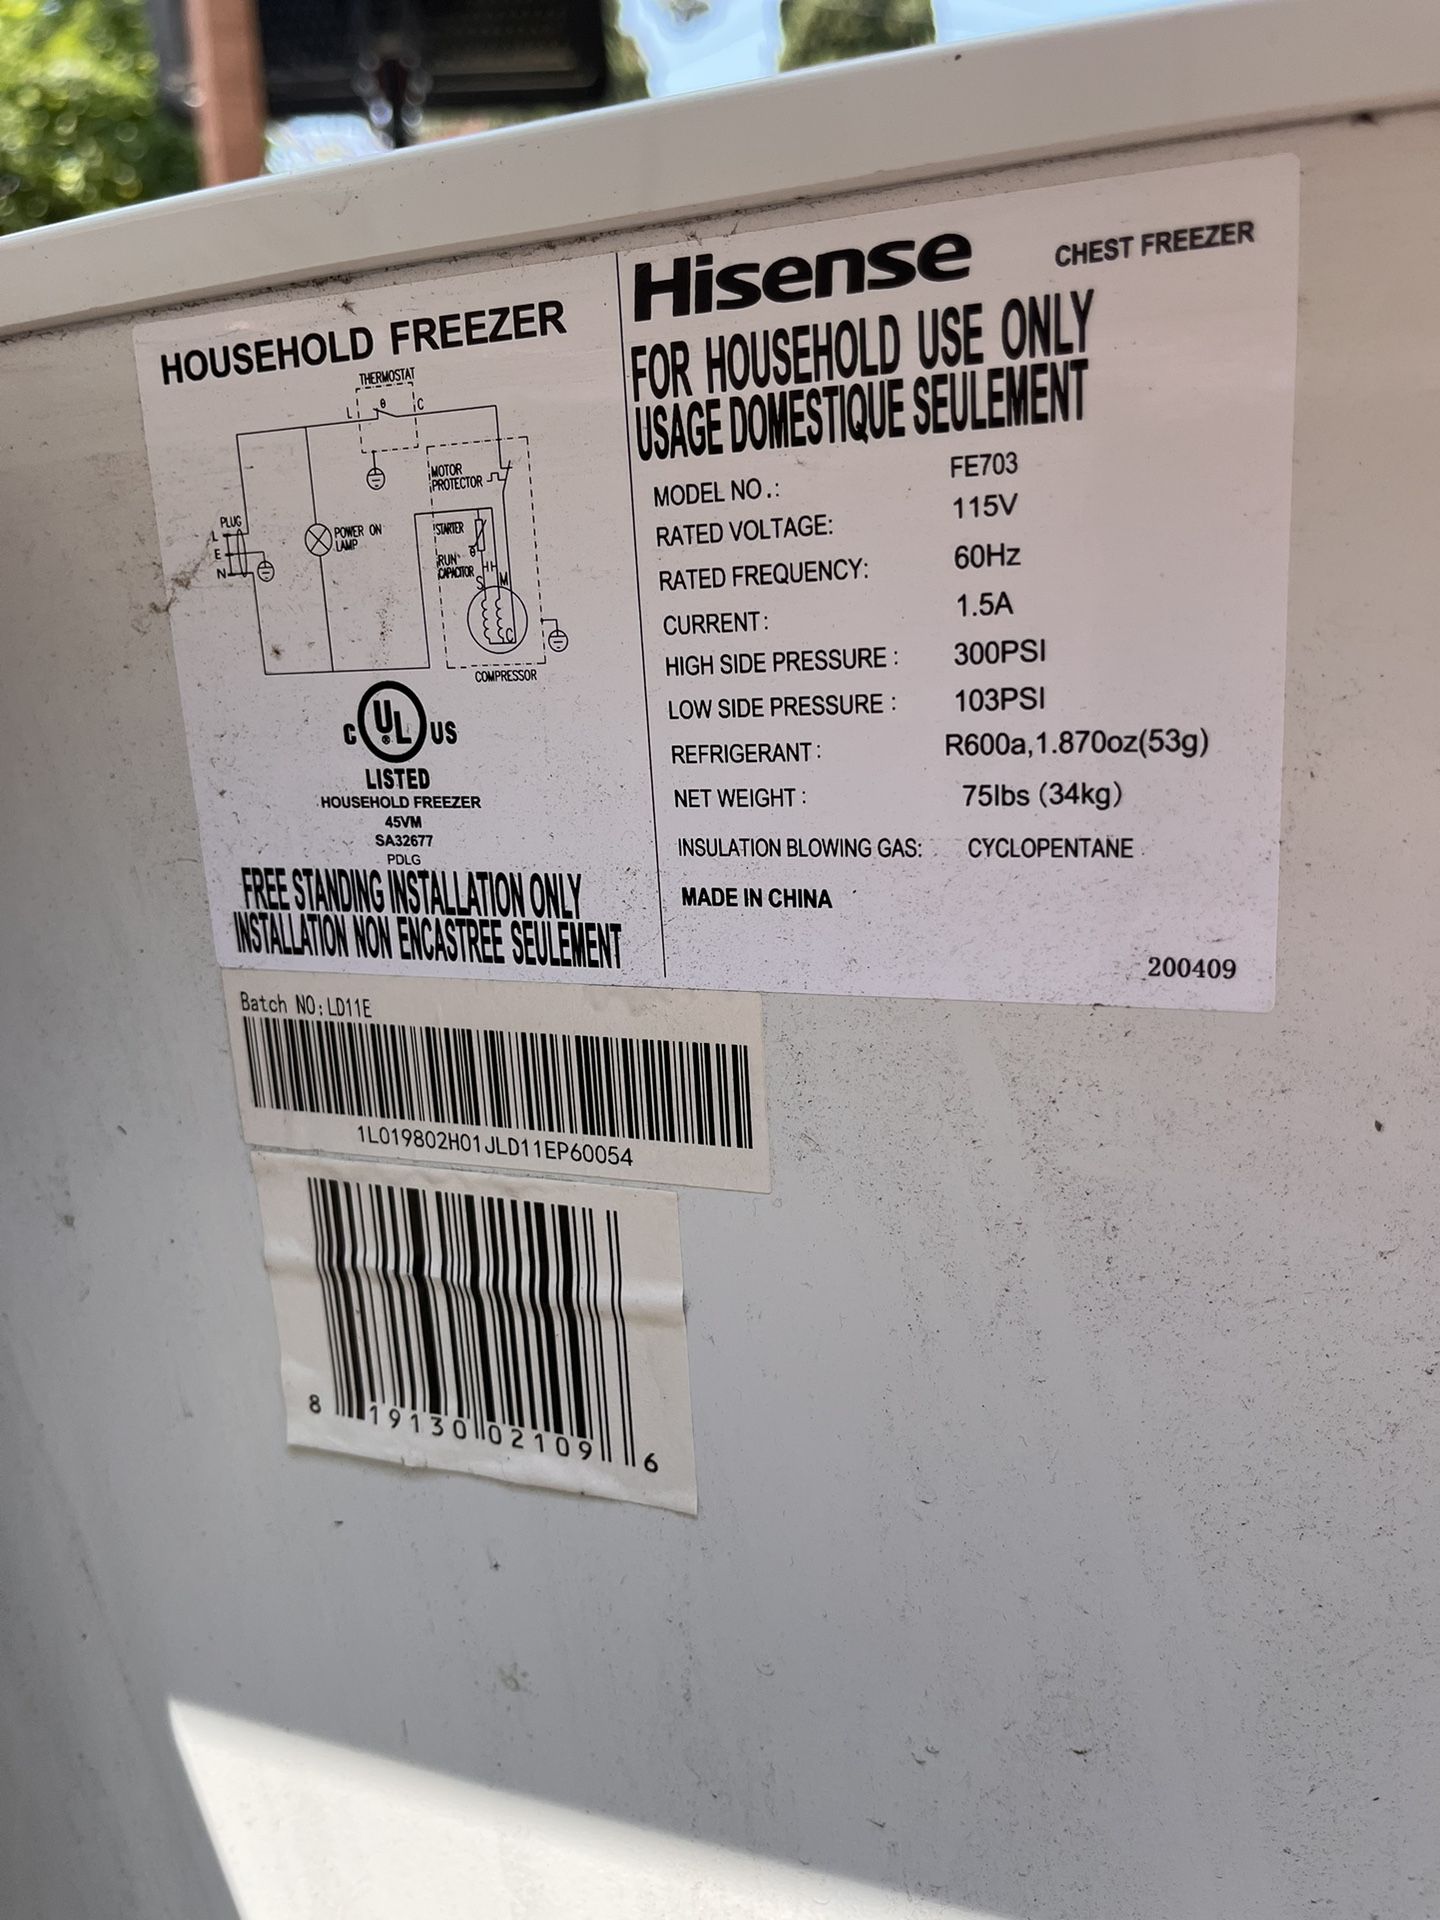 HOUSEHOLD FREEZER
THERMOSTAT
L θ C
MOTOR
PROTECTOR
PLUG
L
E
N
POWER ON
LAMP
STARTER
θ
RUN
CAPACITOR
S M
C
COMPRESSOR
C UL® US
LISTED
HOUSEHOLD FREEZER
45VM
SA32677
PDLG
FREE STANDING INSTALLATION ONLY
INSTALLATION NON ENCASTREE SEULEMENT
Hisense CHEST FREEZER
FOR HOUSEHOLD USE ONLY
USAGE DOMESTIQUE SEULEMENT
MODEL NO.: FE703
RATED VOLTAGE: 115V
RATED FREQUENCY: 60Hz
CURRENT: 1.5A
HIGH SIDE PRESSURE: 300PSI
LOW SIDE PRESSURE: 103PSI
REFRIGERANT: R600a,1.870oz(53g)
NET WEIGHT: 75lbs (34kg)
INSULATION BLOWING GAS: CYCLOPENTANE
MADE IN CHINA
200409
Batch NO: LD11E
1L019802H01JLD11EP60054
8 19130 02109 6